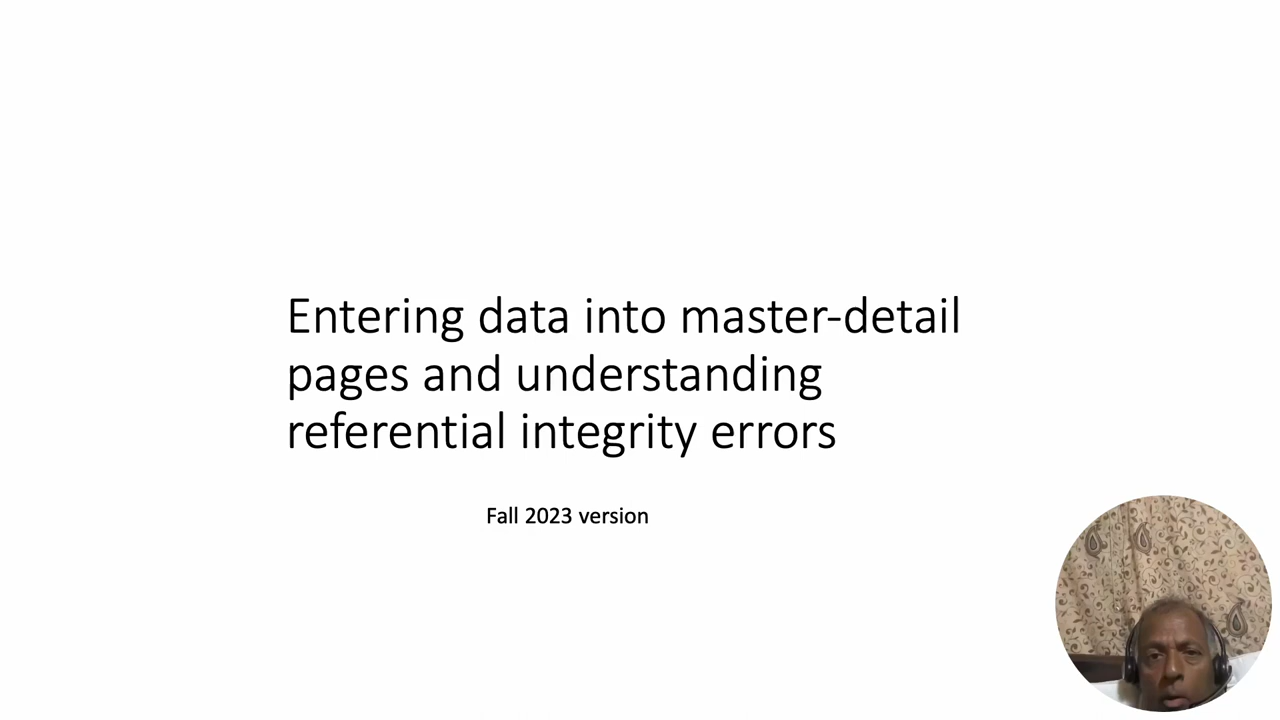 Entering data into master-detail
pages and understanding
referential integrity errors
Fall 2023 version